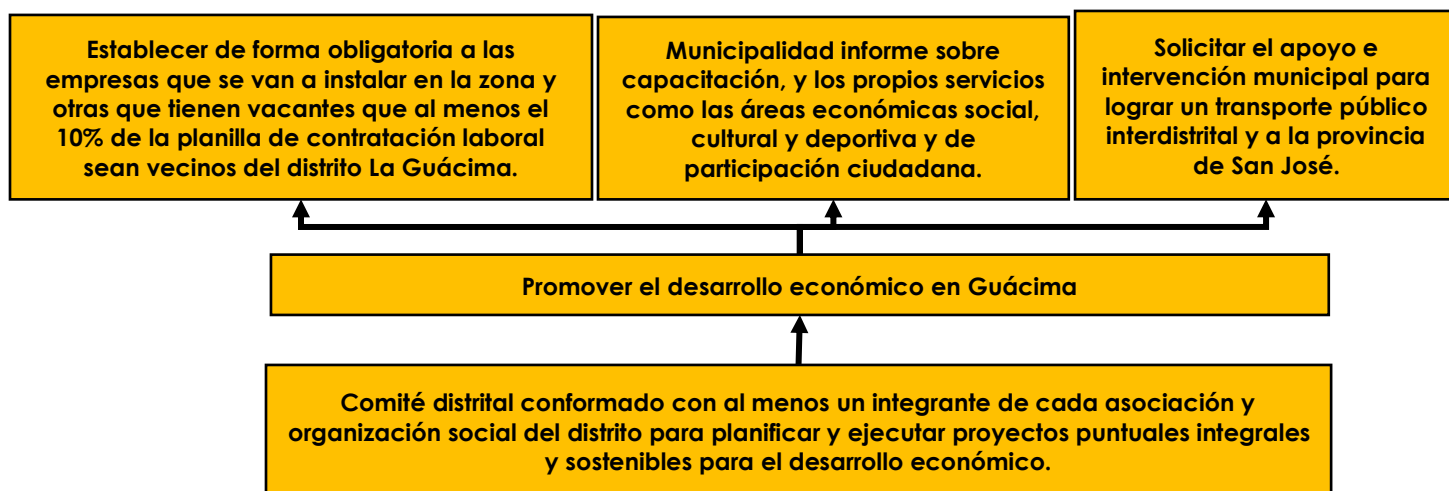 Establecer de forma obligatoria a las
empresas que se van a instalar en la zona y
otras que tienen vacantes que al menos el
10% de la planilla de contratación laboral
sean vecinos del distrito La Guácima.
Municipalidad informe sobre
capacitación, y los propios servicios
como las áreas económicas social,
cultural y deportiva y de
participación ciudadana.
Solicitar el apoyo e
intervención municipal para
lograr un transporte público
interdistrital y a la provincia
de San José.
Promover el desarrollo económico en Guácima
Comité distrital conformado con al menos un integrante de cada asociación y
organización social del distrito para planificar y ejecutar proyectos puntuales integrales
y sostenibles para el desarrollo económico.